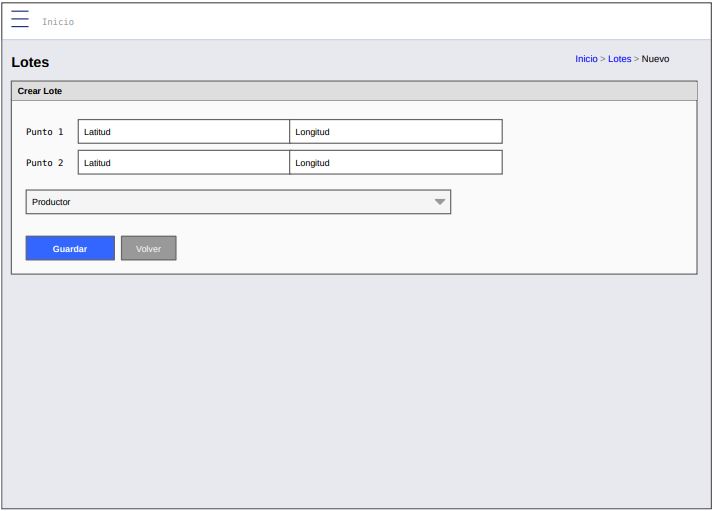 Inicio
Lotes
Inicio > Lotes > Nuevo
Crear Lote
Punto 1 Latitud Longitud
Punto 2 Latitud Longitud
Productor
Guardar Volver